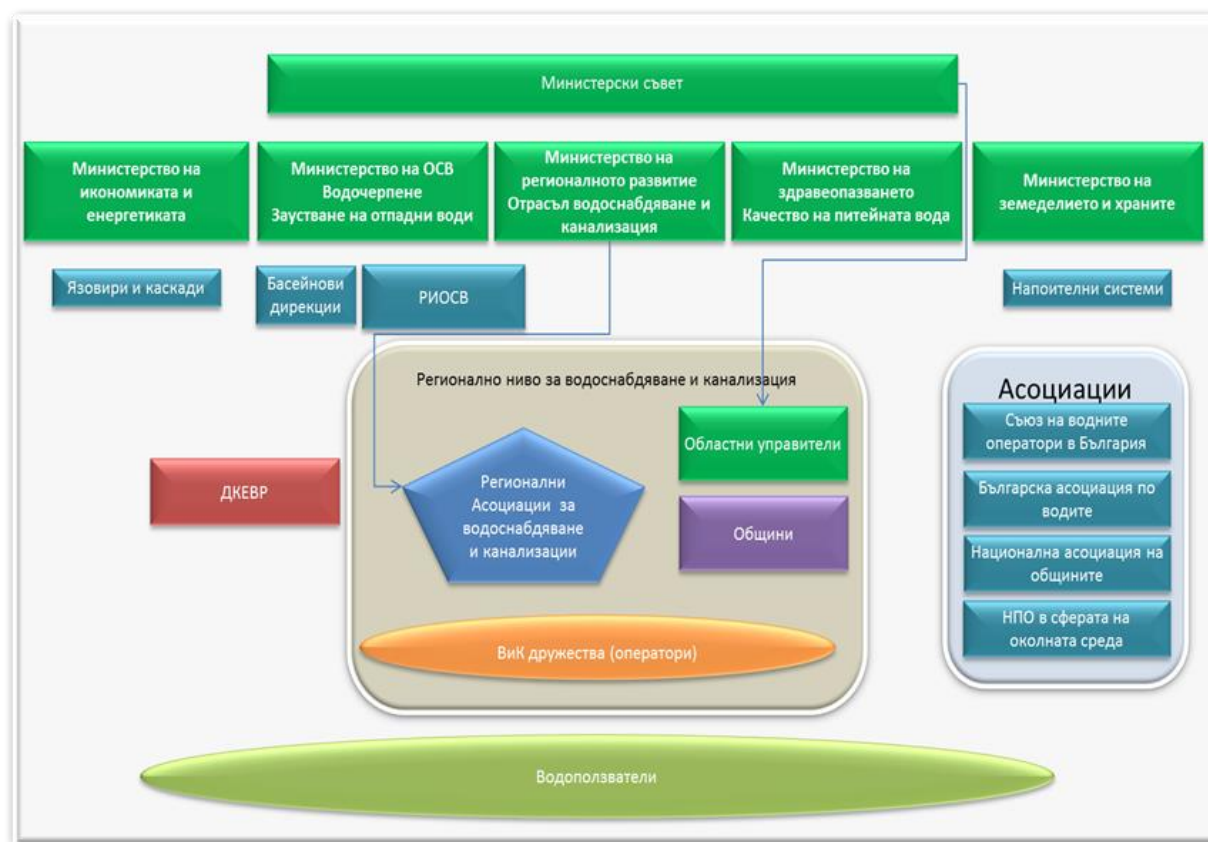 Министерски съвет
Министерство на
икономиката и
енергетиката
Министерство на ОСВ
Водочерпене
Заустване на отпадни води
Министерство на
регионалното развитие
Отрасъл водоснабдяване и
канализация
Министерство на
здравеопазването
Качество на питейната вода
Министерство на
земеделието и храните
Язовири и каскади
Басейнови
дирекции
РИОСВ
Напоителни системи
Регионално ниво за водоснабдяване и канализация
Областни управители
Регионални
Асоциации за
водоснабдяване
и канализации
Общини
ВиК дружества (оператори)
ДКЕВР
Асоциации
Съюз на водните
оператори в България
Българска асоциация по
водите
Национална асоциация на
общините
НПО в сферата на
околната среда
Водоползватели